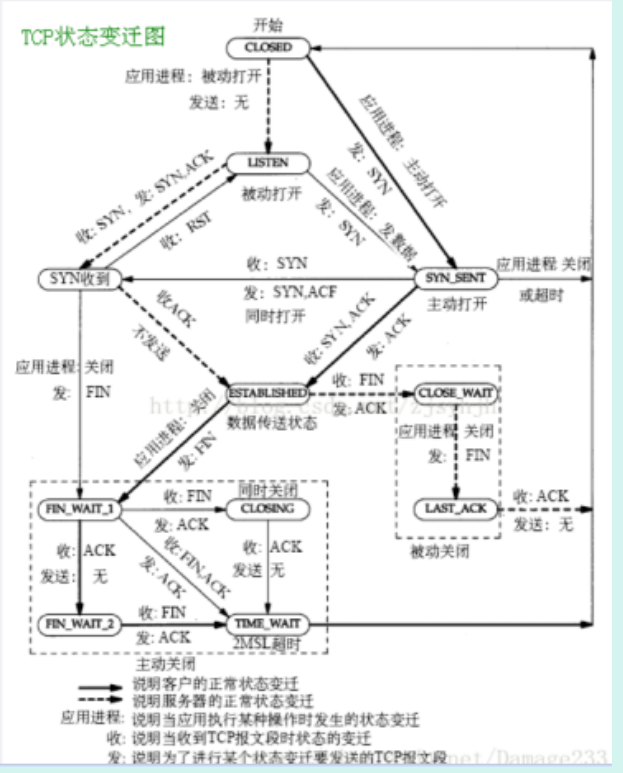 TCP状态变迁图
开始
CLOSED
应用进程：被动打开
发送：无
应用进程：主动打开
发：SYN
LISTEN
被动打开
收: SYN，发: SYN,ACK
收：RST
应用进程：发数据
发：SYN
SYN收到
收：SYN
发：SYN,ACF
同时打开
SYN_SENT
主动打开
应用进程 关闭
或超时
收ACK
不发送
收: SYN,ACK
发: ACK
应用进程: 关闭
发: FIN
ESTABLISHED
数据传送状态
收: FIN
发: ACK
CLOSE_WAIT
应用进程: 关闭
发: FIN
应用进程 关闭
发: FIN
LAST_ACK
收: ACK
发送: 无
被动关闭
FIN_WAIT_1
收: FIN
发: ACK
同时关闭
CLOSING
收: ACK
发送: 无
收:FIN,ACK
发: ACK
收: ACK
发送 无
FIN_WAIT_2
收: FIN
发: ACK
TIME_WAIT
2MSL超时
主动关闭
说明客户的正常状态变迁
说明服务器的正常状态变迁
应用进程: 说明当应用执行某种操作时发生的状态变迁
收: 说明当收到TCP报文段时状态的变迁
发: 说明为了进行某个状态变迁要发送的TCP报文段
net/Damage233